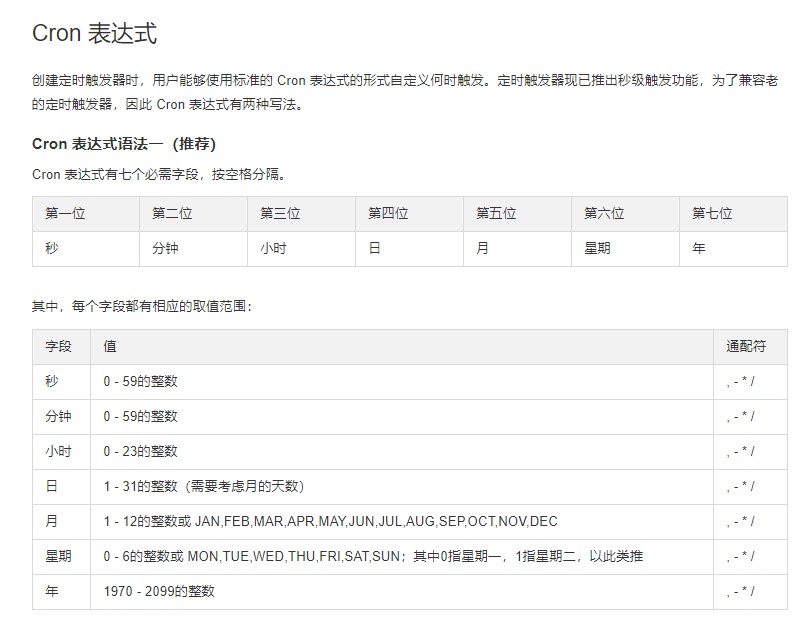 Cron 表达式
创建定时触发器时，用户能够使用标准的 Cron 表达式的形式自定义何时触发。定时触发器现已推出秒级触发功能，为了兼容老
的定时触发器，因此 Cron 表达式有两种写法。
Cron 表达式语法一（推荐）
Cron 表达式有七个必需字段，按空格分隔。
第一位 第二位 第三位 第四位 第五位 第六位 第七位
秒 分钟 小时 日 月 星期 年
其中，每个字段都有相应的取值范围：
字段 值 通配符
秒 0 - 59的整数 , - * /
分钟 0 - 59的整数 , - * /
小时 0 - 23的整数 , - * /
日 1 - 31的整数（需要考虑月的天数） , - * /
月 1 - 12的整数或 JAN,FEB,MAR,APR,MAY,JUN,JUL,AUG,SEP,OCT,NOV,DEC , - * /
星期 0 - 6的整数或 MON,TUE,WED,THU,FRI,SAT,SUN；其中0指星期一，1指星期二，以此类推 , - * /
年 1970 - 2099的整数 , - * /